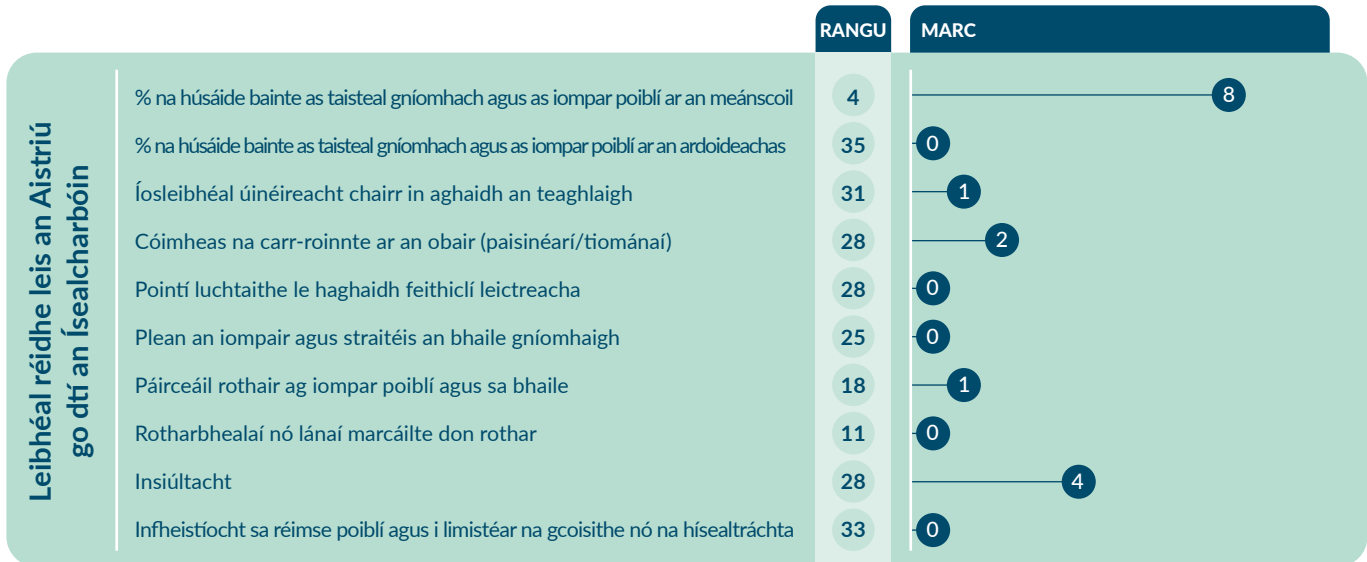 RANGU MARC
Leibhéal réidhe leis an Aistriú
go dtí an Ísealcharbóin
% na húsáide bainte as taisteal gníomhach agus as iompar poiblí ar an meánscoil 4 8
% na húsáide bainte as taisteal gníomhach agus as iompar poiblí ar an ardoideachas 35 0
Íosleibhéal úinéireacht chairr in aghaidh an teaghlaigh 31 1
Cóimheas na carr-roinnte ar an obair (paisinéarí/tiománaí) 28 2
Pointí luchtaithe le haghaidh feithiclí leictreacha 28 0
Plean an iompair agus straitéis an bhaile gníomhaigh 25 0
Páirceáil rothair ag iompar poiblí agus sa bhaile 18 1
Rotharbhealaí nó lánaí marcáilte don rothar 11 0
Insiúltacht 28 4
Infheistíocht sa réimse poiblí agus i limistéar na gcoisithe nó na hísealtráchta 33 0